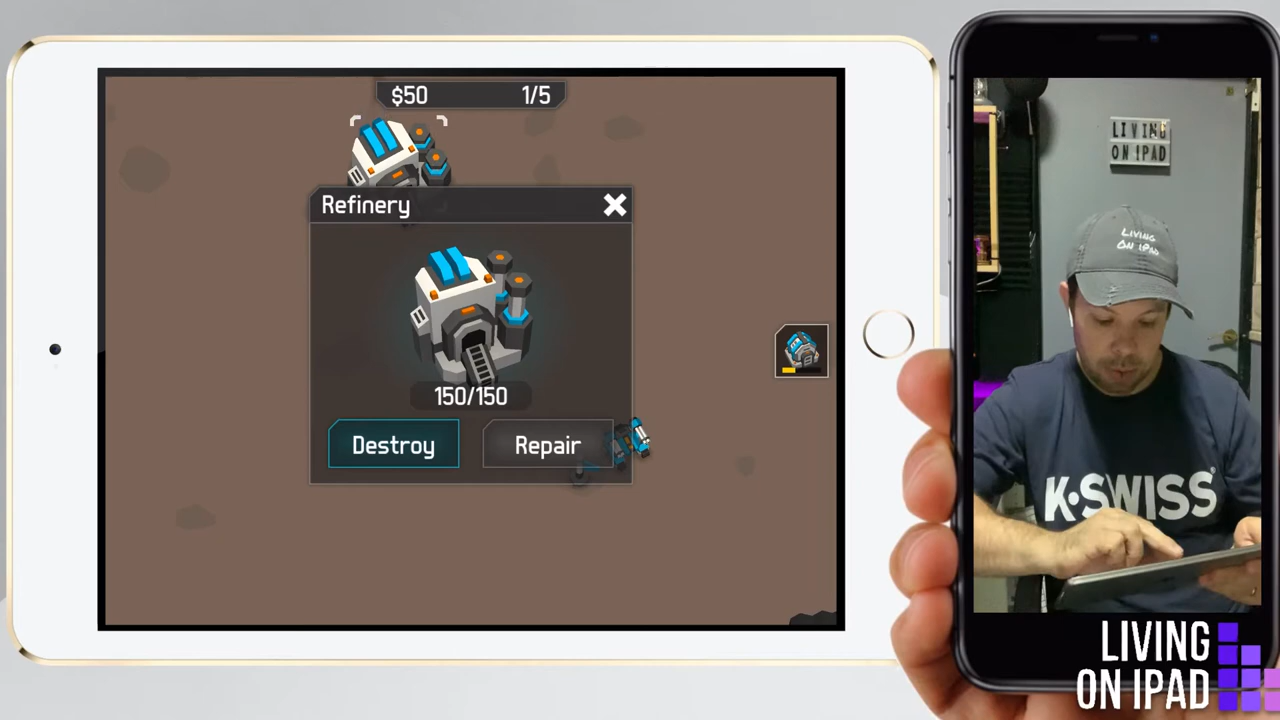 $50 1/5
Refinery
150/150
Destroy Repair
LIVING
ON IPAD
LIVING
ON IPAD
K•SWISS®
LIVING
ON IPAD